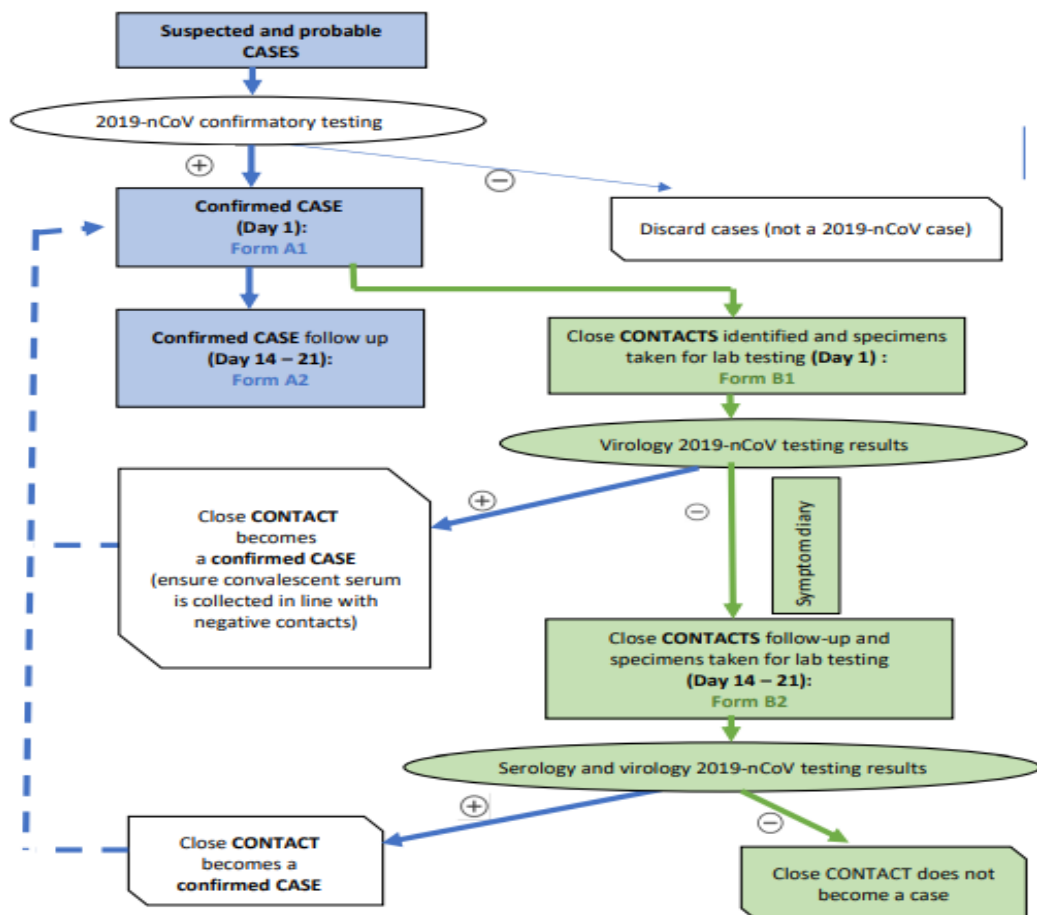 Suspected and probable
CASES
2019-nCoV confirmatory testing
+
−
Confirmed CASE
(Day 1):
Form A1
Discard cases (not a 2019-nCoV case)
Confirmed CASE follow up
(Day 14 – 21):
Form A2
Close CONTACTS identified and specimens
taken for lab testing (Day 1) :
Form B1
Virology 2019-nCoV testing results
+
−
Symptom diary
Close CONTACT
becomes
a confirmed CASE
(ensure convalescent serum
is collected in line with
negative contacts)
Close CONTACTS follow-up and
specimens taken for lab testing
(Day 14 – 21):
Form B2
Serology and virology 2019-nCoV testing results
+
−
Close CONTACT
becomes a
confirmed CASE
Close CONTACT does not
become a case